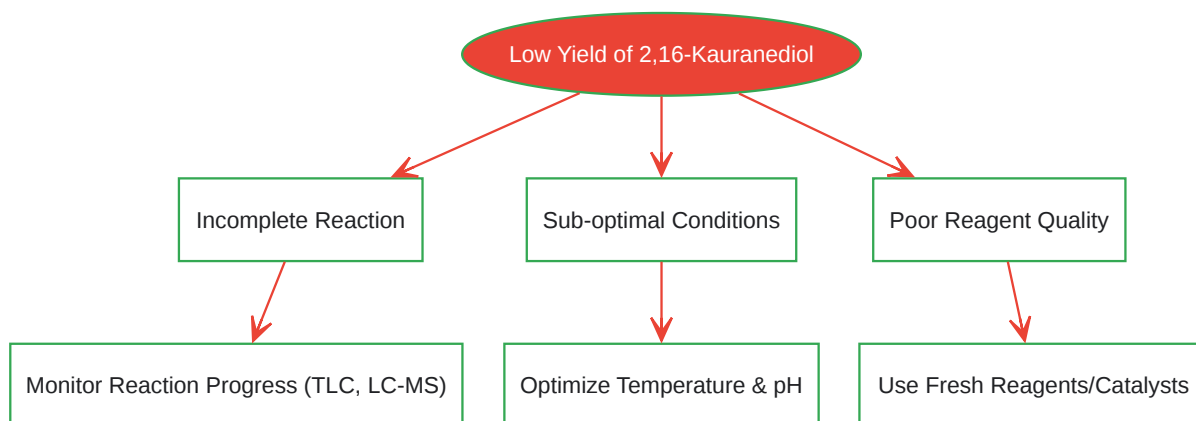 Low Yield of 2,16-Kauranediol
Incomplete Reaction
Sub-optimal Conditions
Poor Reagent Quality
Monitor Reaction Progress (TLC, LC-MS)
Optimize Temperature & pH
Use Fresh Reagents/Catalysts